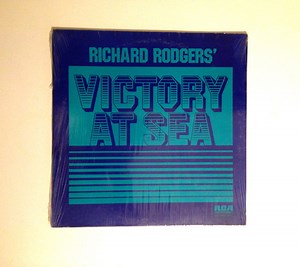 RICHARD RODGERS'
VICTORY
AT SEA
RCA